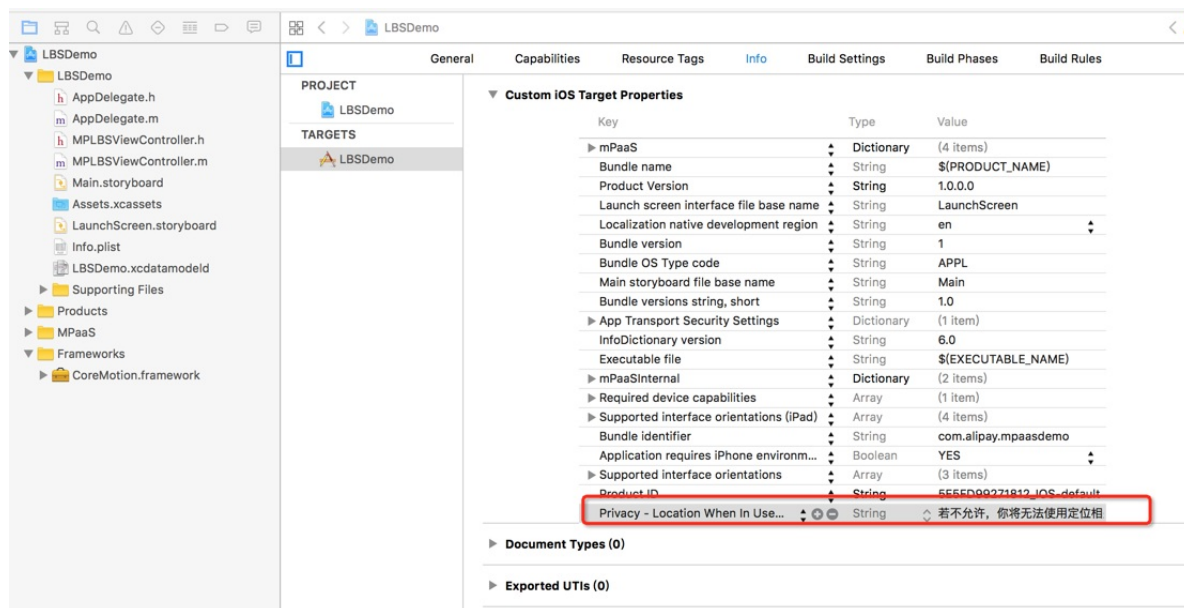 LBSDemo
LBSDemo
LBSDemo
AppDelegate.h
AppDelegate.m
MPLBSViewController.h
MPLBSViewController.m
Main.storyboard
Assets.xcassets
LaunchScreen.storyboard
Info.plist
LBSDemo.xcdatamodeld
Supporting Files
Products
MPaaS
Frameworks
CoreMotion.framework
General Capabilities Resource Tags Info Build Settings Build Phases Build Rules
PROJECT
LBSDemo
TARGETS
LBSDemo
Custom iOS Target Properties
Key Type Value
mPaaS Dictionary (4 items)
Bundle name String $(PRODUCT_NAME)
Product Version String 1.0.0.0
Launch screen interface file base name String LaunchScreen
Localization native development region String en
Bundle version String 1
Bundle OS Type code String APPL
Main storyboard file base name String Main
Bundle versions string, short String 1.0
App Transport Security Settings Dictionary (1 item)
InfoDictionary version String 6.0
Executable file String $(EXECUTABLE_NAME)
mPaaSInternal Dictionary (2 items)
Required device capabilities Array (1 item)
Supported interface orientations (iPad) Array (4 items)
Bundle identifier String com.alipay.mpaasdemo
Application requires iPhone environm... Boolean YES
Supported interface orientations Array (3 items)
Product ID String 5E5FD99271812_IOS-default
Privacy - Location When In Use... String 若不允许，你将无法使用定位相
Document Types (0)
Exported UTIs (0)